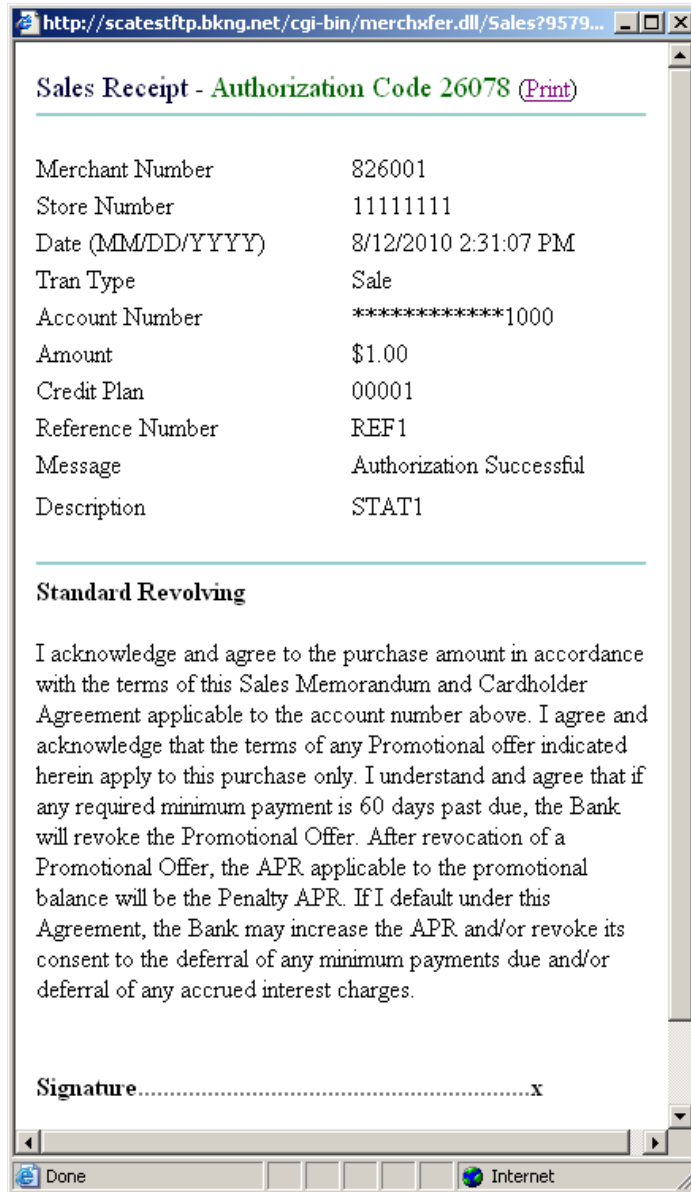 http://scatestftp.bkng.net/cgi-bin/merchxfer.dll/Sales?9579...
Sales Receipt - Authorization Code 26078 (Print)
Merchant Number 826001
Store Number 11111111
Date (MM/DD/YYYY) 8/12/2010 2:31:07 PM
Tran Type Sale
Account Number ************1000
Amount $1.00
Credit Plan 00001
Reference Number REF1
Message Authorization Successful
Description STAT1
Standard Revolving
I acknowledge and agree to the purchase amount in accordance
with the terms of this Sales Memorandum and Cardholder
Agreement applicable to the account number above. I agree and
acknowledge that the terms of any Promotional offer indicated
herein apply to this purchase only. I understand and agree that if
any required minimum payment is 60 days past due, the Bank
will revoke the Promotional Offer. After revocation of a
Promotional Offer, the APR applicable to the promotional
balance will be the Penalty APR. If I default under this
Agreement, the Bank may increase the APR and/or revoke its
consent to the deferral of any minimum payments due and/or
deferral of any accrued interest charges.
Signature.........................................................x
Done Internet